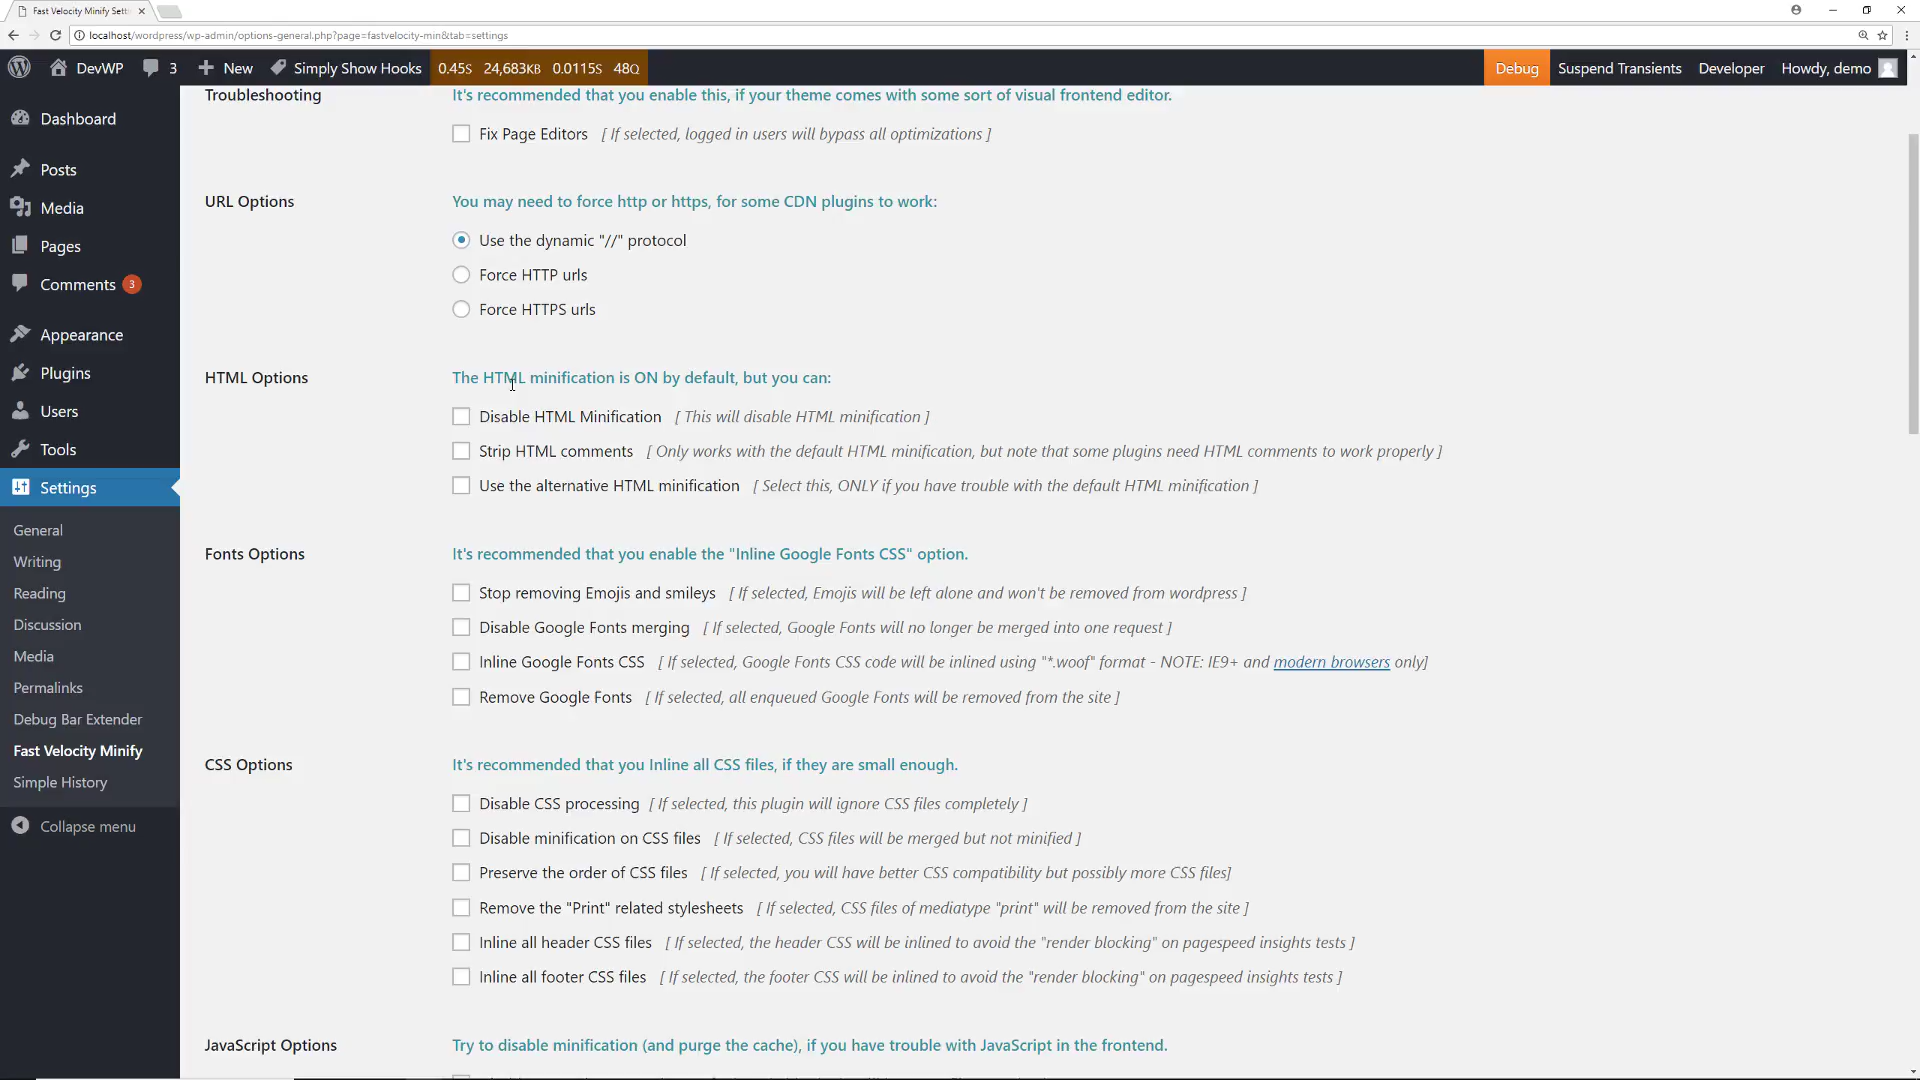 Fast Velocity Minify Sett
localhost/wordpress/wp-admin/options-general.php?page=fastvelocity-min&tab=settings
DevWP 3 New Simply Show Hooks 0.45S 24,683KB 0.0115S 48Q Debug Suspend Transients Developer Howdy, demo
Dashboard
Posts
Media
Pages
Comments 3
Appearance
Plugins
Users
Tools
Settings
General
Writing
Reading
Discussion
Media
Permalinks
Debug Bar Extender
Fast Velocity Minify
Simple History
Collapse menu
Troubleshooting It's recommended that you enable this, if your theme comes with some sort of visual frontend editor.
Fix Page Editors [ If selected, logged in users will bypass all optimizations ]
URL Options You may need to force http or https, for some CDN plugins to work:
Use the dynamic "//" protocol
Force HTTP urls
Force HTTPS urls
HTML Options The HTML minification is ON by default, but you can:
Disable HTML Minification [ This will disable HTML minification ]
Strip HTML comments [ Only works with the default HTML minification, but note that some plugins need HTML comments to work properly ]
Use the alternative HTML minification [ Select this, ONLY if you have trouble with the default HTML minification ]
Fonts Options It's recommended that you enable the "Inline Google Fonts CSS" option.
Stop removing Emojis and smileys [ If selected, Emojis will be left alone and won't be removed from wordpress ]
Disable Google Fonts merging [ If selected, Google Fonts will no longer be merged into one request ]
Inline Google Fonts CSS [ If selected, Google Fonts CSS code will be inlined using "*.woof" format - NOTE: IE9+ and modern browsers only]
Remove Google Fonts [ If selected, all enqueued Google Fonts will be removed from the site ]
CSS Options It's recommended that you Inline all CSS files, if they are small enough.
Disable CSS processing [ If selected, this plugin will ignore CSS files completely ]
Disable minification on CSS files [ If selected, CSS files will be merged but not minified ]
Preserve the order of CSS files [ If selected, you will have better CSS compatibility but possibly more CSS files]
Remove the "Print" related stylesheets [ If selected, CSS files of mediatype "print" will be removed from the site ]
Inline all header CSS files [ If selected, the header CSS will be inlined to avoid the "render blocking" on pagespeed insights tests ]
Inline all footer CSS files [ If selected, the footer CSS will be inlined to avoid the "render blocking" on pagespeed insights tests ]
JavaScript Options Try to disable minification (and purge the cache), if you have trouble with JavaScript in the frontend.